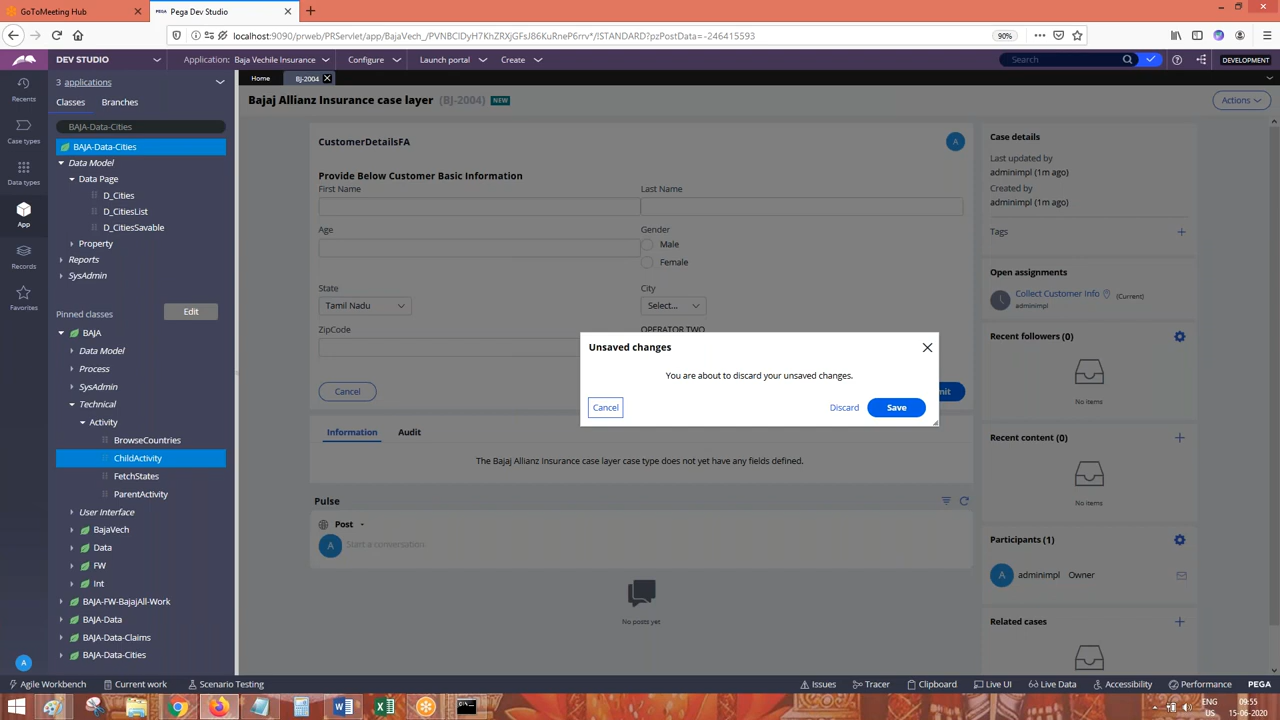 GoToMeeting Hub
PEGA Pega Dev Studio
localhost:9090/prweb/PRServlet/app/BajaVech_/PVNBClDyH7KhZRXjGFsJ86KuRneP6rrv*/!STANDARD?pzPostData=-246415593
90%
DEV STUDIO
Application: Baja Vechile Insurance
Configure
Launch portal
Create
Search
DEVELOPMENT
Recents
Case types
Data types
App
Records
Favorites
A
3 applications
Classes Branches
BAJA-Data-Cities
BAJA-Data-Cities
Data Model
Data Page
D_Cities
D_CitiesList
D_CitiesSavable
Property
Reports
SysAdmin
Pinned classes Edit
BAJA
Data Model
Process
SysAdmin
Technical
Activity
BrowseCountries
ChildActivity
FetchStates
ParentActivity
User Interface
BajaVech
Data
FW
Int
BAJA-FW-BajajAll-Work
BAJA-Data
BAJA-Data-Claims
BAJA-Data-Cities
Home BJ-2004
Bajaj Allianz Insurance case layer (BJ-2004) NEW
Actions
CustomerDetailsFA
A
Provide Below Customer Basic Information
First Name Last Name
Age Gender
Male
Female
State City
Tamil Nadu Select...
ZipCode OPERATOR TWO
Cancel mit
Unsaved changes
You are about to discard your unsaved changes.
Cancel Discard Save
Information Audit
The Bajaj Allianz Insurance case layer case type does not yet have any fields defined.
Pulse
Post
A Start a conversation
No posts yet
Case details
Last updated by
adminimpl (1m ago)
Created by
adminimpl (1m ago)
Tags
Open assignments
Collect Customer Info (Current)
adminimpl
Recent followers (0)
No items
Recent content (0)
No items
Participants (1)
A adminimpl Owner
Related cases
Agile Workbench Current work Scenario Testing
Issues Tracer Clipboard Live UI Live Data Accessibility Performance PEGA
ENG
US
09:55
15-06-2020